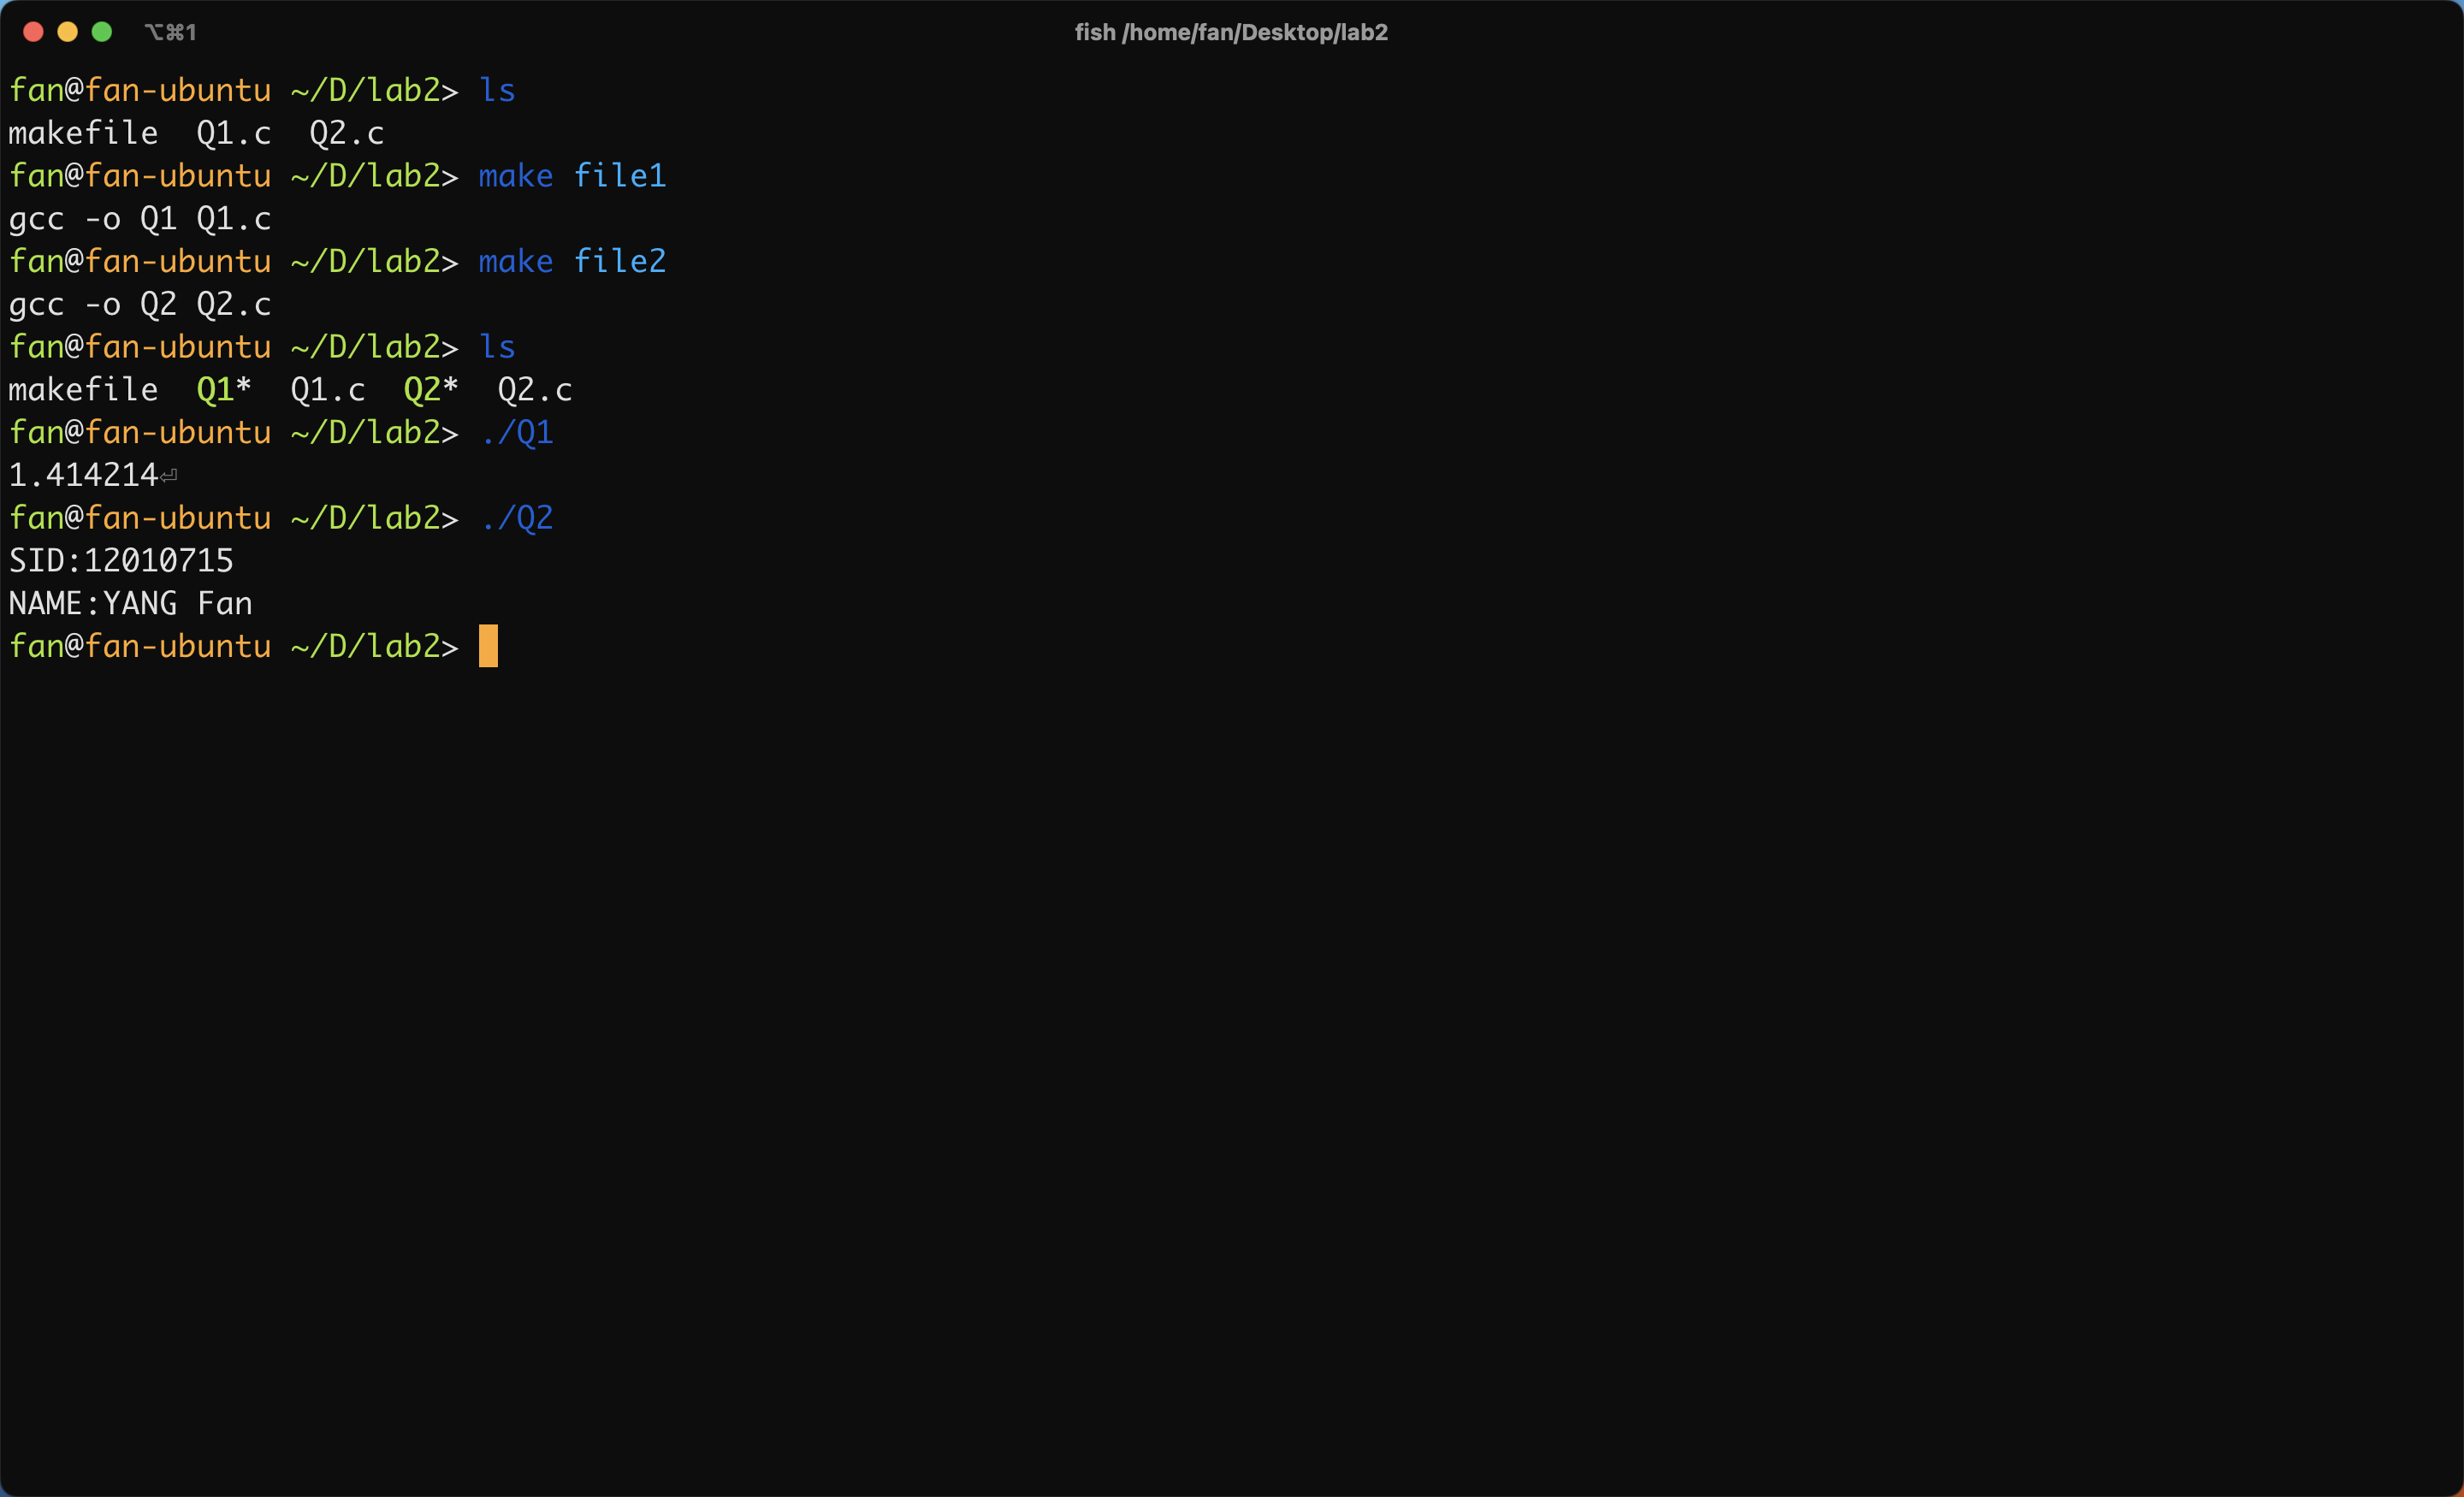 ⌥⌘1 fish /home/fan/Desktop/lab2
fan@fan-ubuntu ~/D/lab2> ls
makefile  Q1.c  Q2.c
fan@fan-ubuntu ~/D/lab2> make file1
gcc -o Q1 Q1.c
fan@fan-ubuntu ~/D/lab2> make file2
gcc -o Q2 Q2.c
fan@fan-ubuntu ~/D/lab2> ls
makefile  Q1*  Q1.c  Q2*  Q2.c
fan@fan-ubuntu ~/D/lab2> ./Q1
1.414214⏎
fan@fan-ubuntu ~/D/lab2> ./Q2
SID:12010715
NAME:YANG Fan
fan@fan-ubuntu ~/D/lab2>